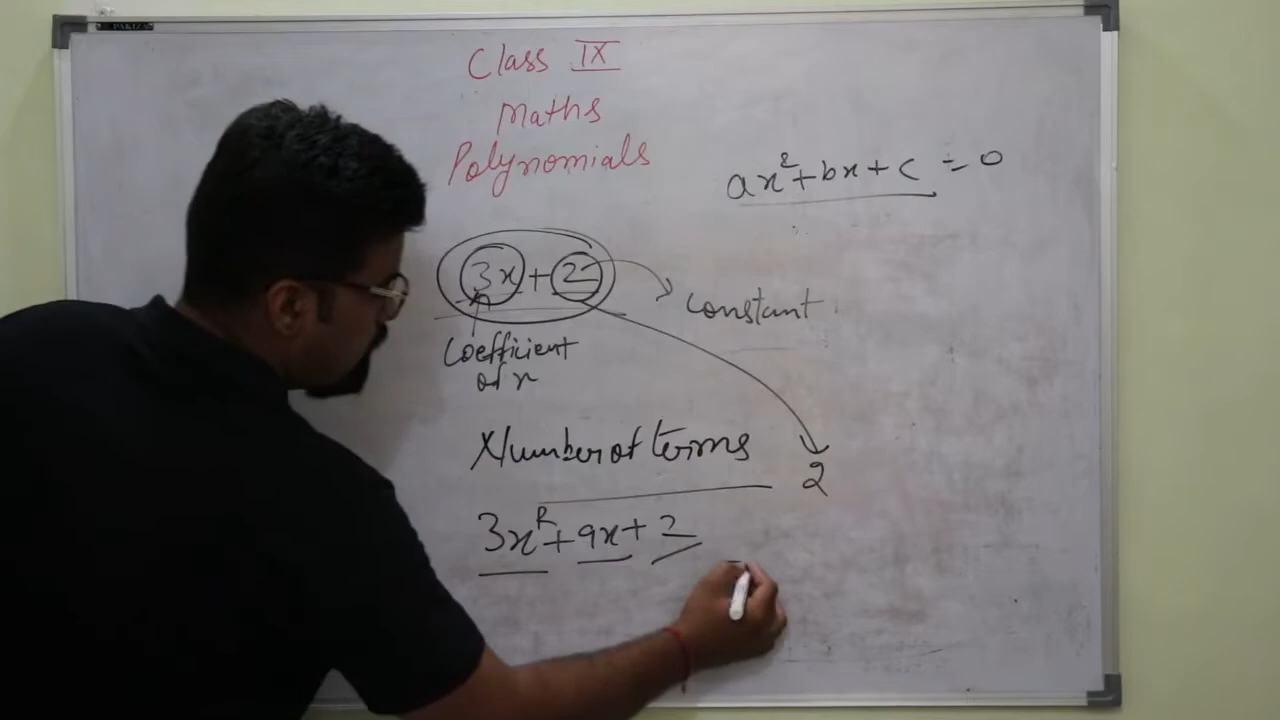 Class IX
Maths
Polynomials
ax²+bx+c = 0
3x+2
constant
Coefficient
of x
Number of terms
2
3x²+9x+2